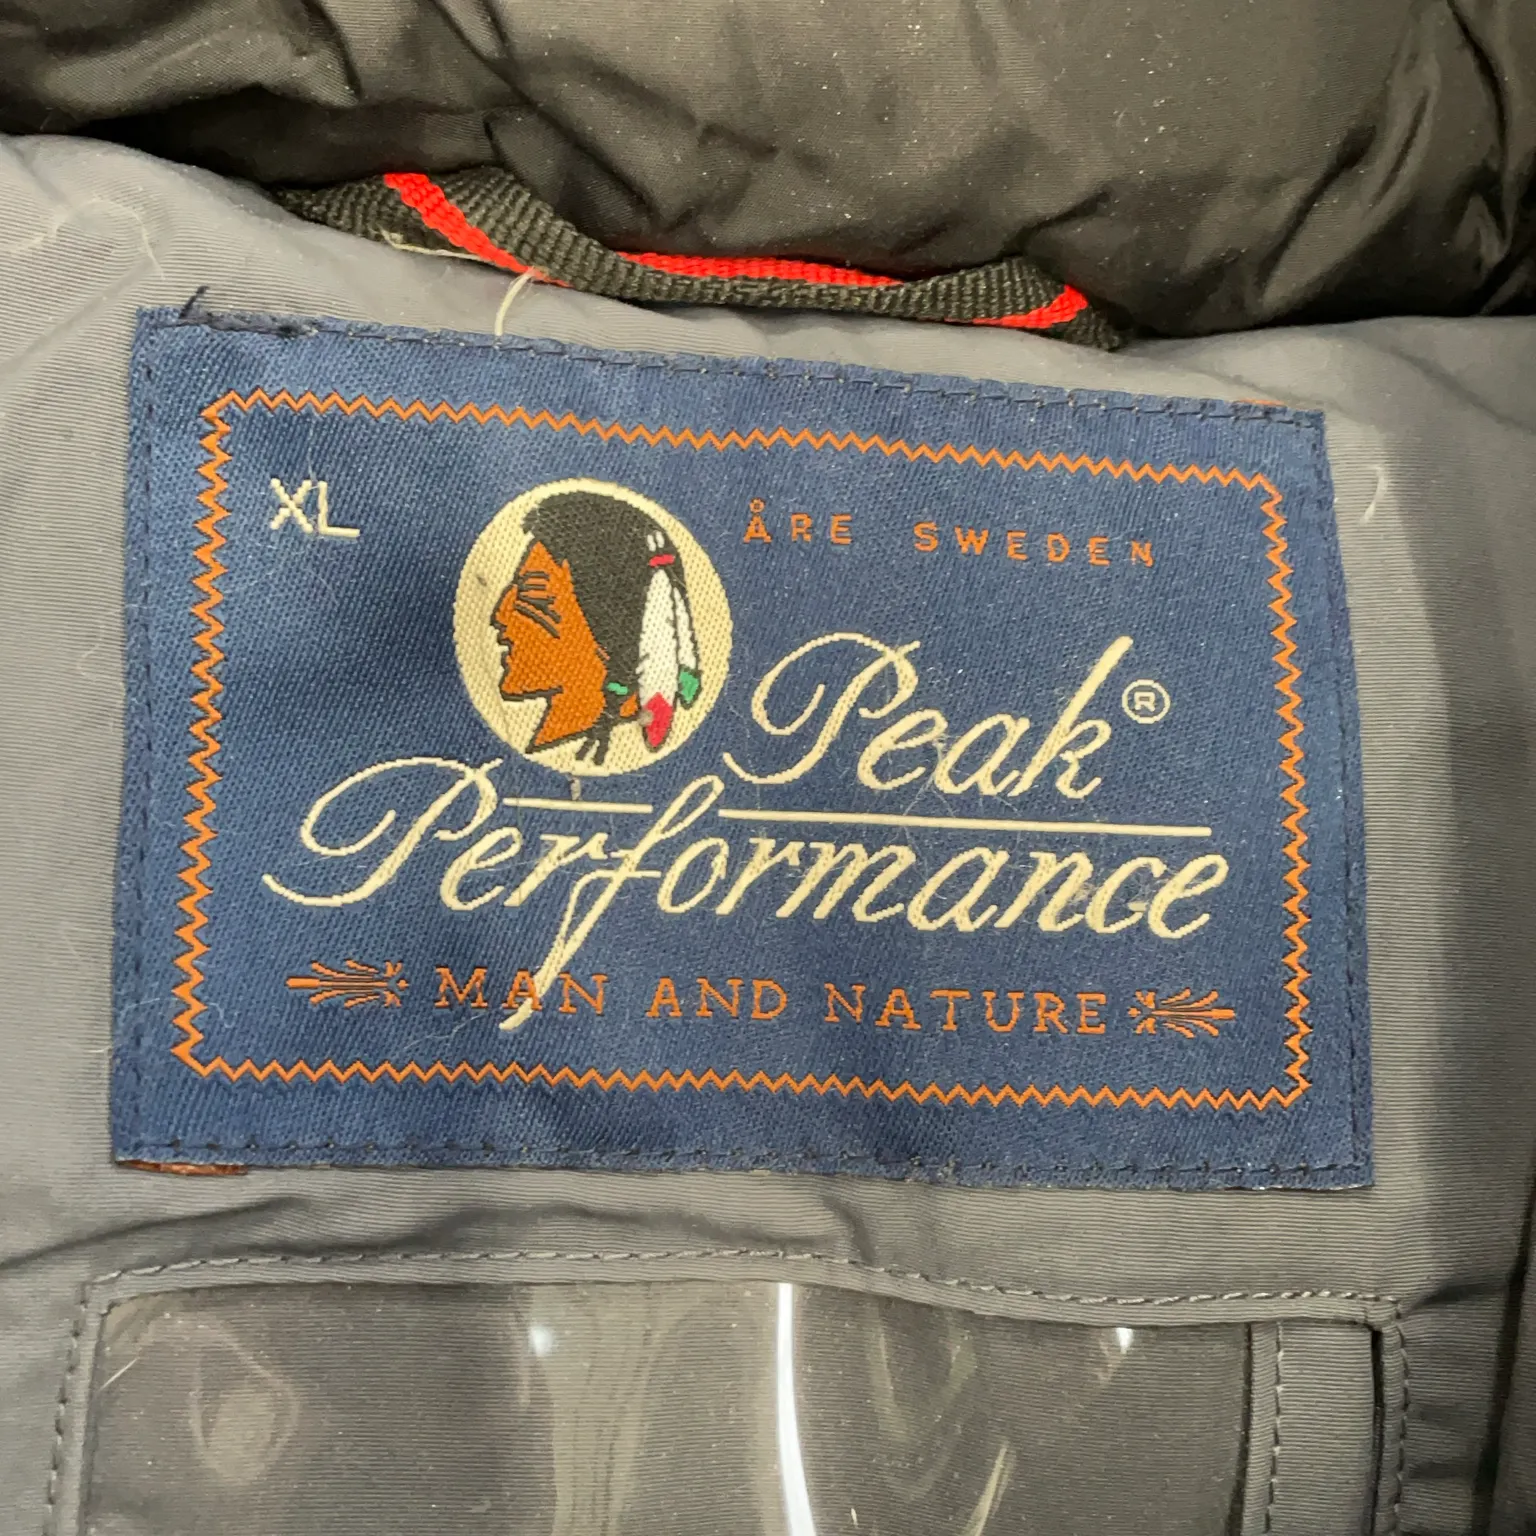 XL
ÅRE SWEDEN
Peak®
Performance
MAN AND NATURE